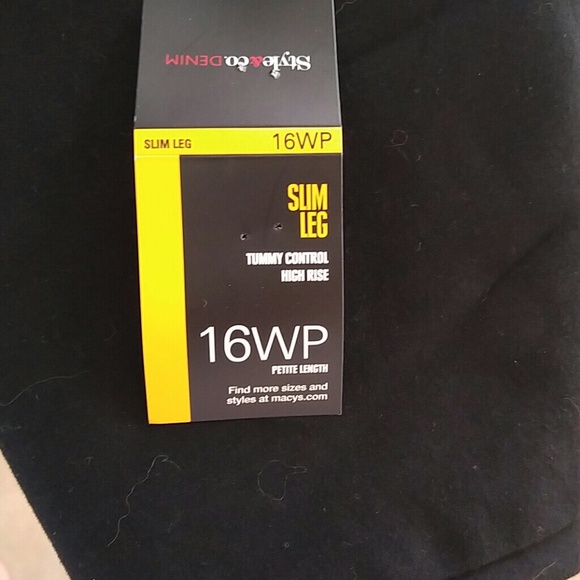 Style&co. DENIM
SLIM LEG 16WP
SLIM
LEG
TUMMY CONTROL
HIGH RISE
16WP
PETITE LENGTH
Find more sizes and
styles at macys.com